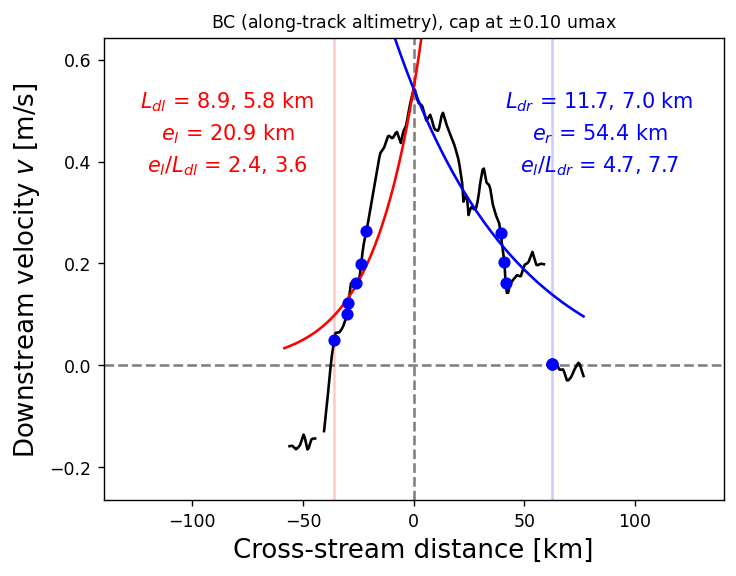 BC (along-track altimetry), cap at ±0.10 umax
Downstream velocity v [m/s]
0.6
0.4
0.2
0.0
−0.2
L_dl = 8.9, 5.8 km
e_l = 20.9 km
e_l/L_dl = 2.4, 3.6
L_dr = 11.7, 7.0 km
e_r = 54.4 km
e_l/L_dr = 4.7, 7.7
−100
−50
0
50
100
Cross-stream distance [km]